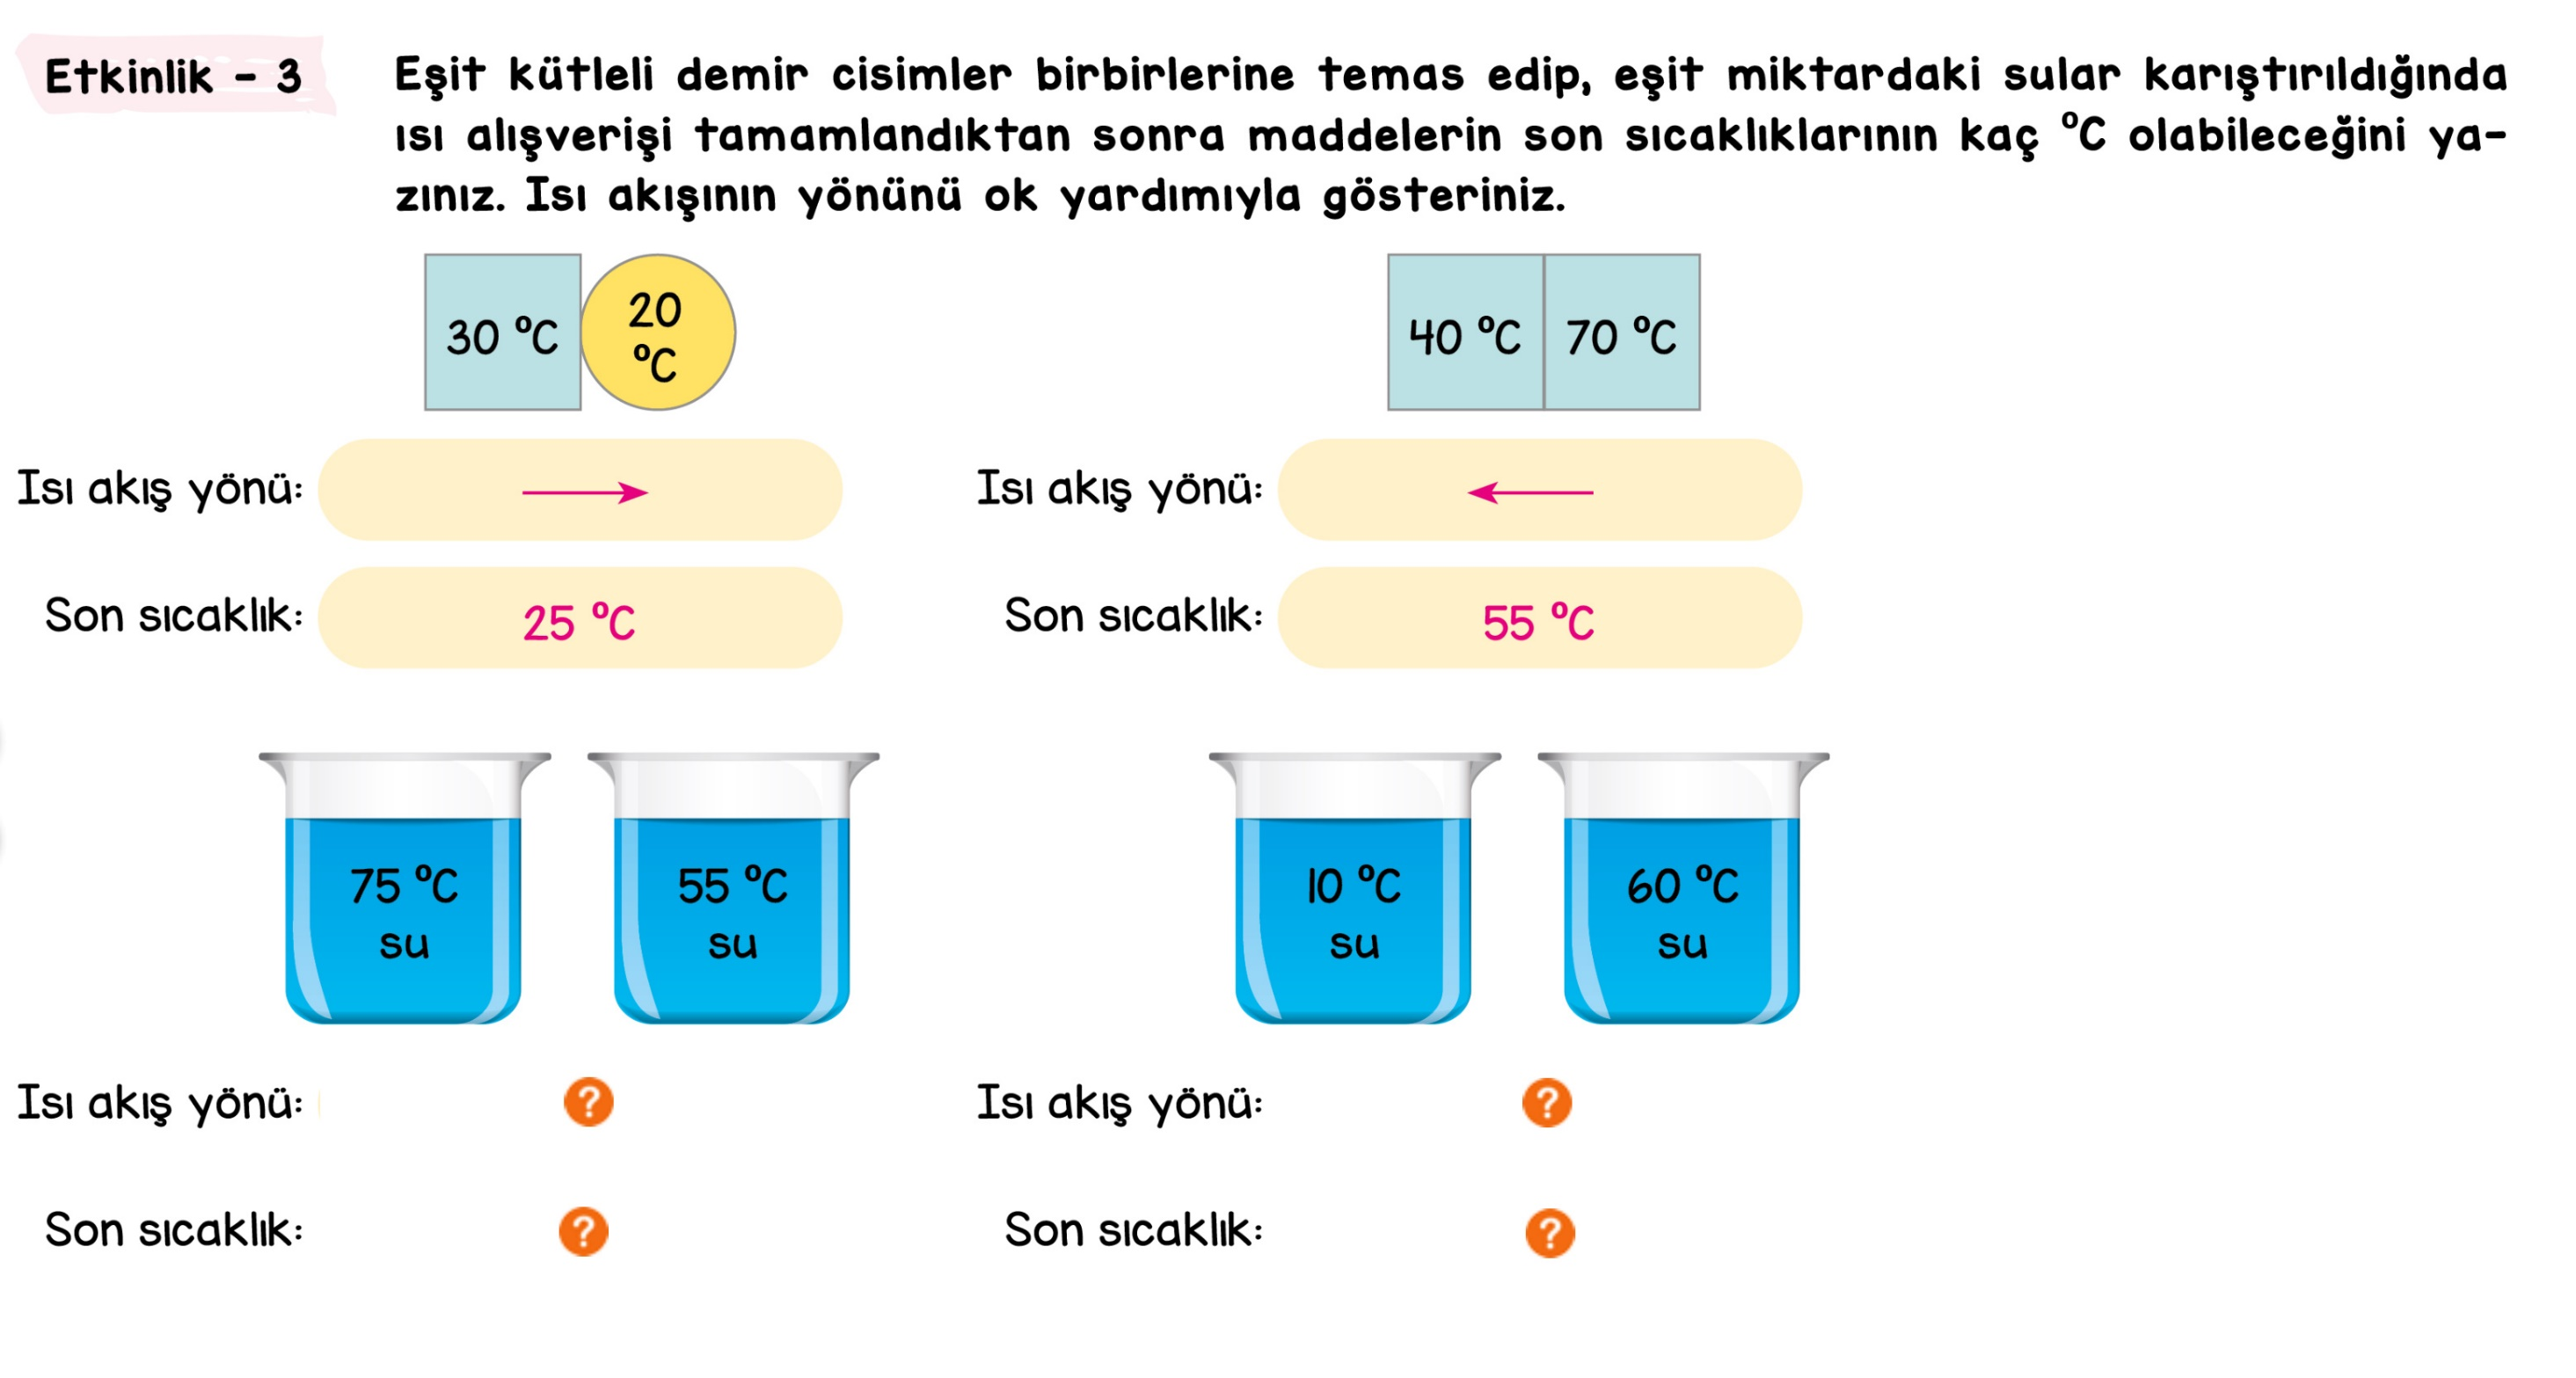 Etkinlik - 3
Eşit kütleli demir cisimler birbirlerine temas edip, eşit miktardaki sular karıştırıldığında
ısı alışverişi tamamlandıktan sonra maddelerin son sıcaklıklarının kaç °C olabileceğini ya-
zınız. Isı akışının yönünü ok yardımıyla gösteriniz.
30 °C
20
°C
40 °C
70 °C
Isı akış yönü:
Isı akış yönü:
Son sıcaklık:
25 °C
Son sıcaklık:
55 °C
75 °C
su
55 °C
su
10 °C
su
60 °C
su
Isı akış yönü:
?
Isı akış yönü:
?
Son sıcaklık:
?
Son sıcaklık:
?